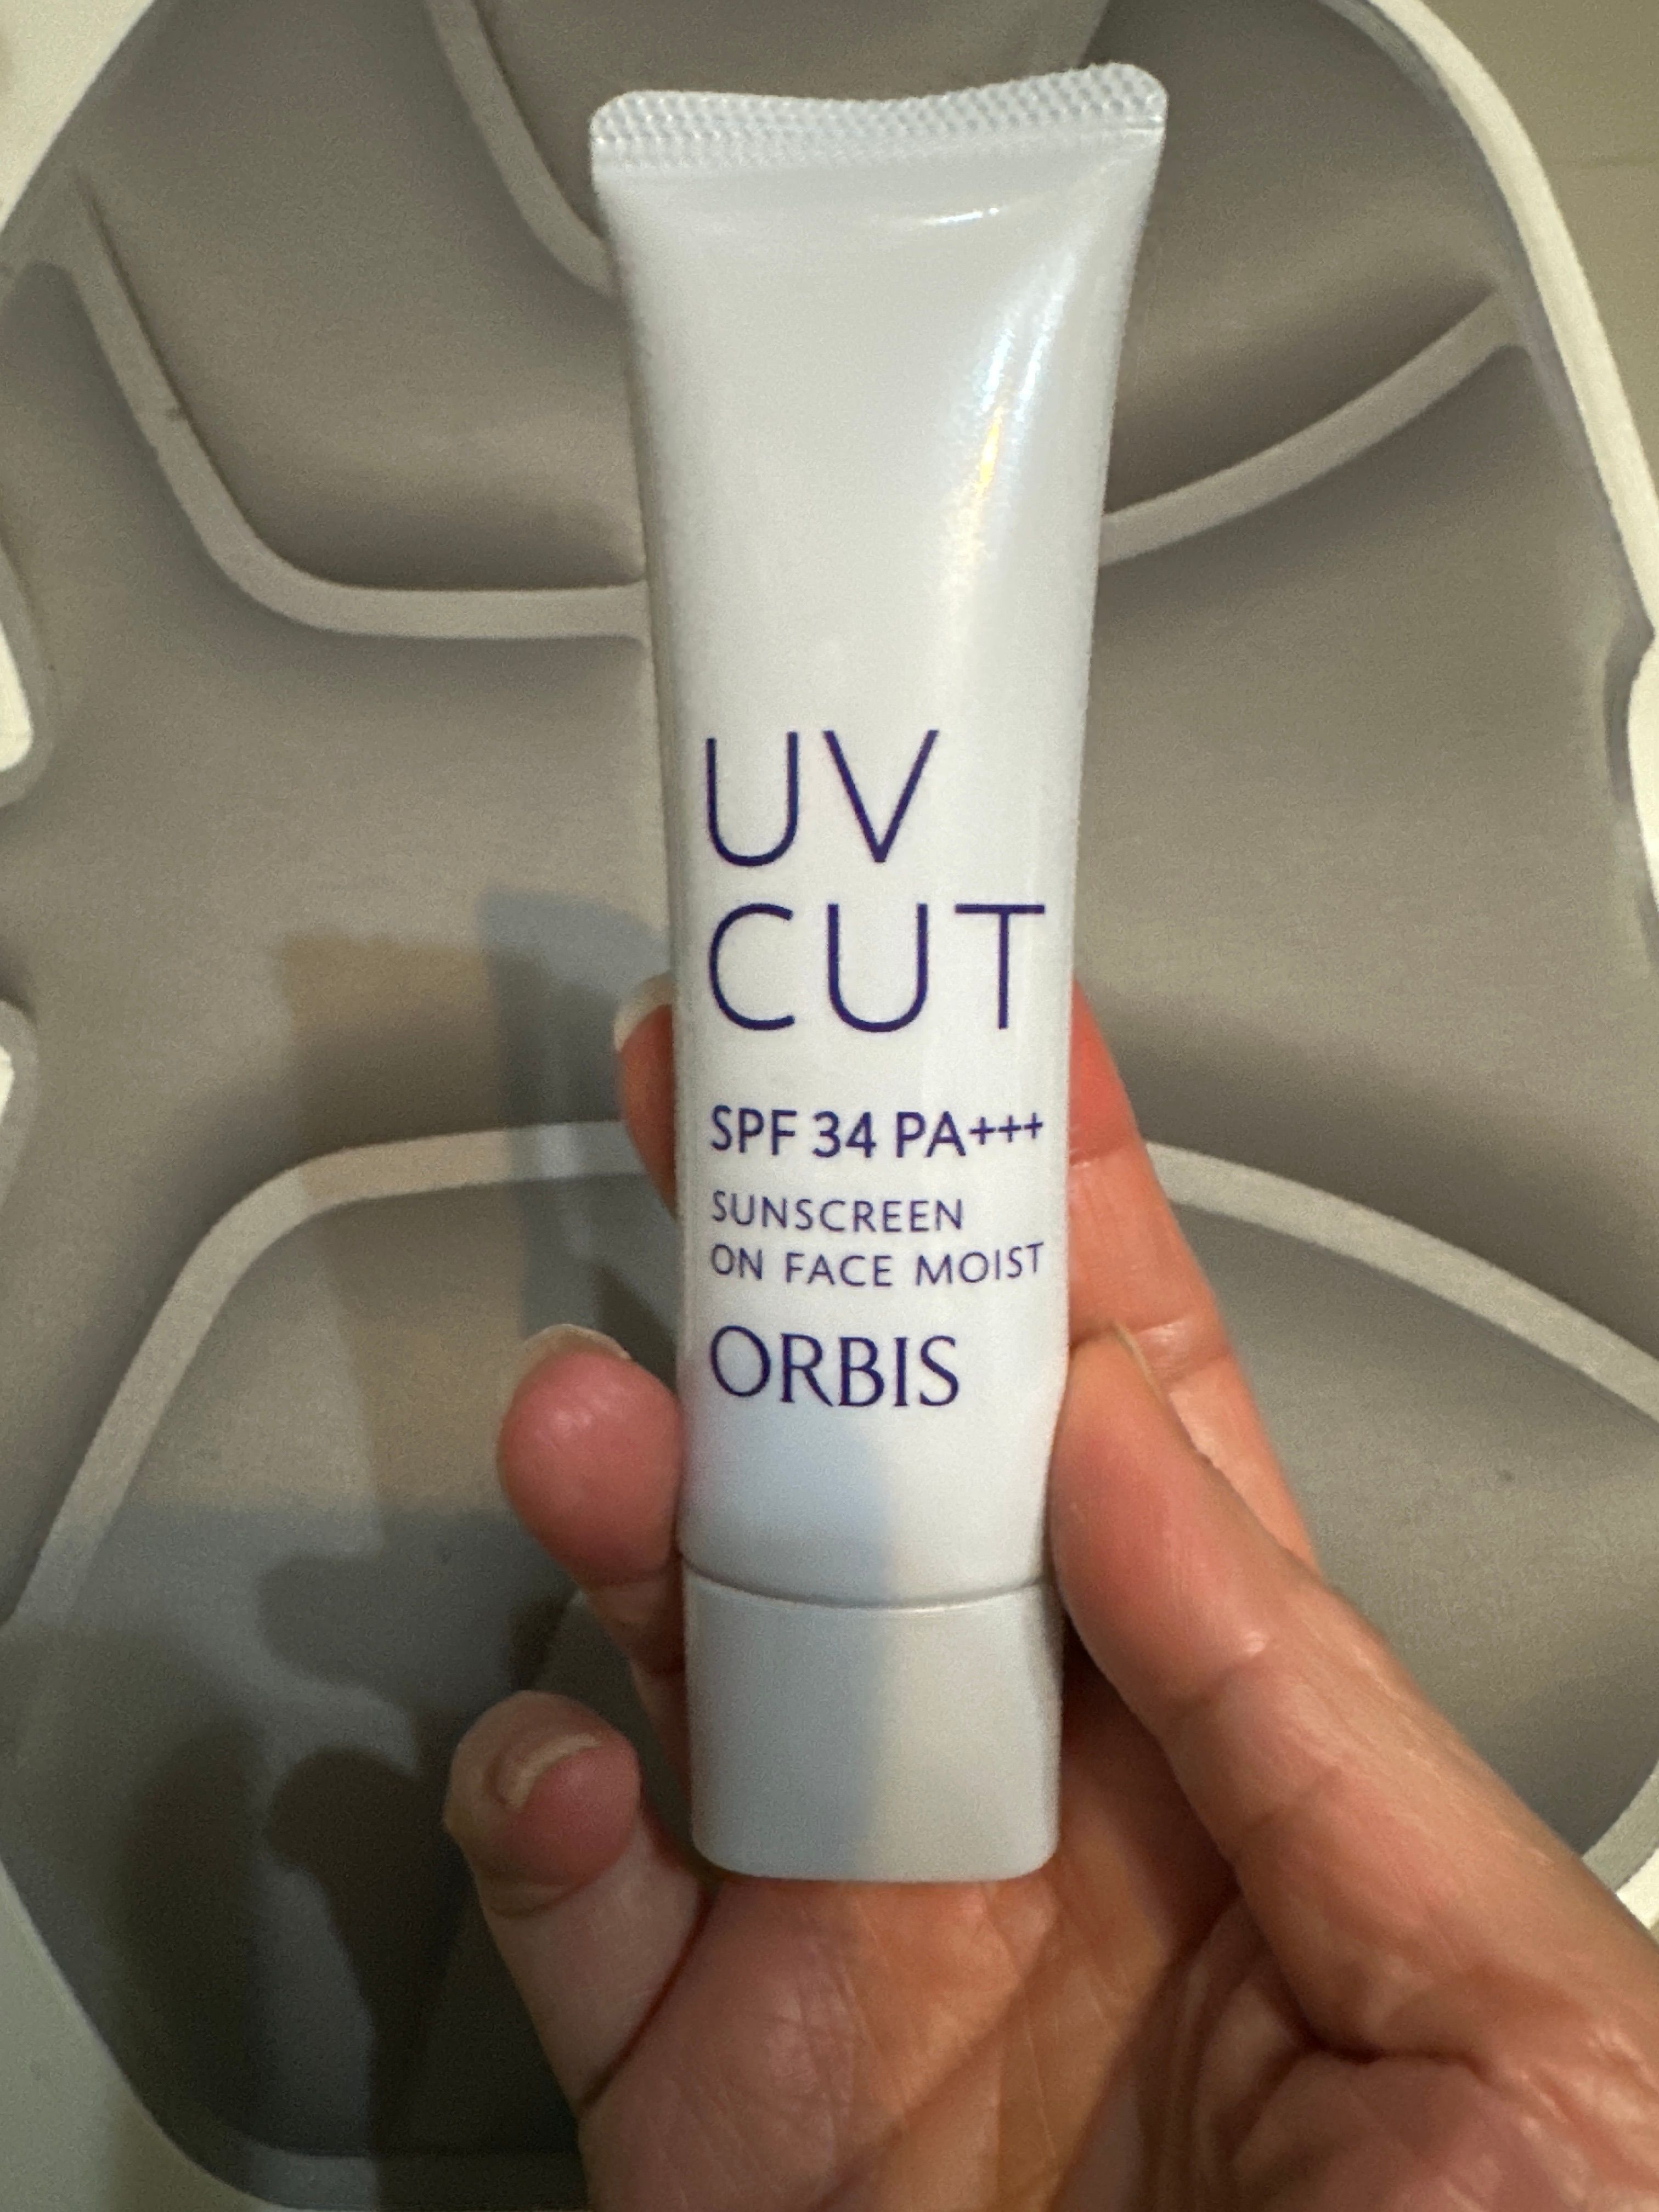 UV
CUT
SPF 34 PA+++
SUNSCREEN
ON FACE MOIST
ORBIS